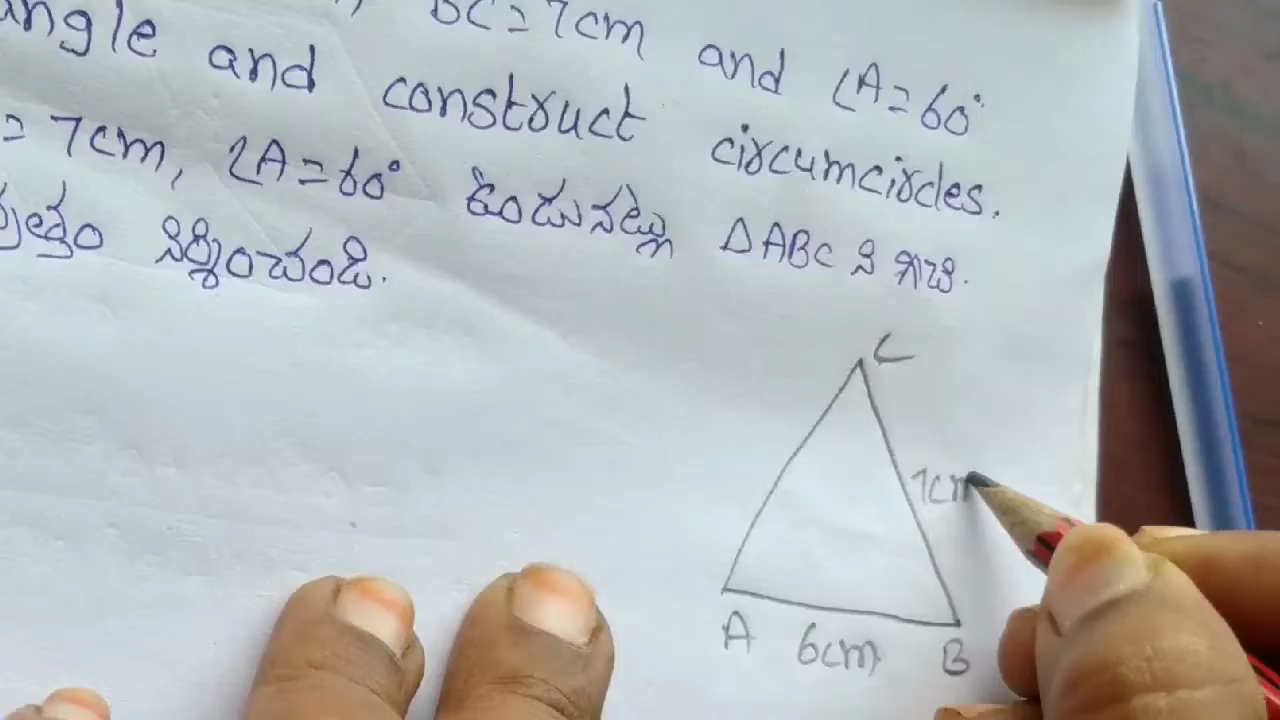 BC = 7cm and ∠A = 60°
angle and construct circumcircles.
= 7cm, ∠A = 60° ఉండునట్లు ΔABC ని గీచి.
వృత్తం నిర్మించండి.
C
7cm
A 6cm B